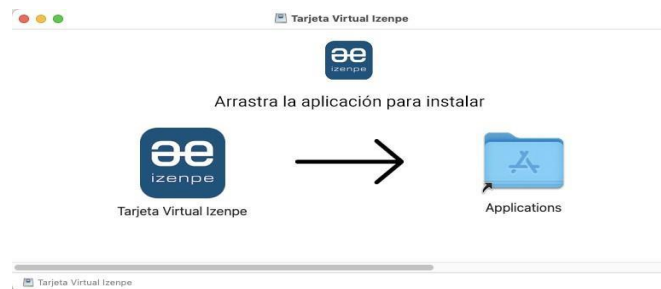 Tarjeta Virtual Izenpe
izenpe
Arrastra la aplicación para instalar
izenpe
Tarjeta Virtual Izenpe
Applications
Tarjeta Virtual Izenpe